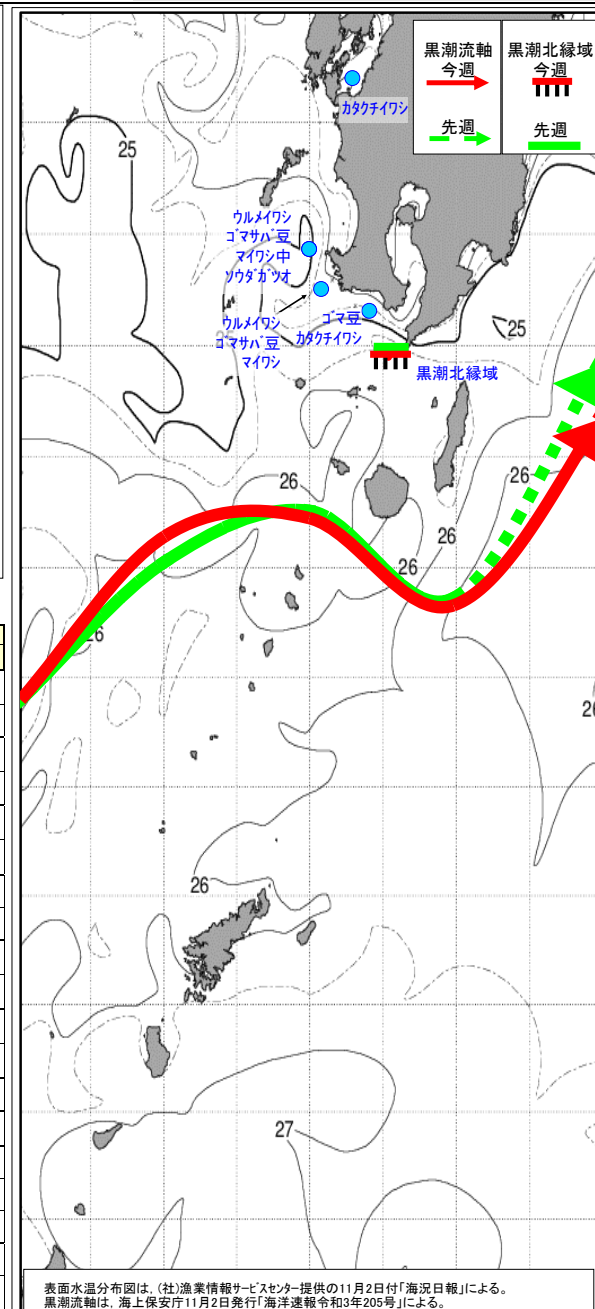 黒潮流軸
今週
先週
黒潮北縁域
今週
先週
カタクチイワシ
25
ウルメイワシ
ゴマサバ豆
マイワシ中
ソウダガツオ
ウルメイワシ
ゴマサバ豆
マイワシ
ゴマ豆
カタクチイワシ
25
黒潮北縁域
26
26
26
26
26
26
26
27
表面水温分布図は、(社)漁業情報サービスセンター提供の11月2日付「海況日報」による。
黒潮流軸は、海上保安庁11月2日発行「海洋速報令和3年205号」による。